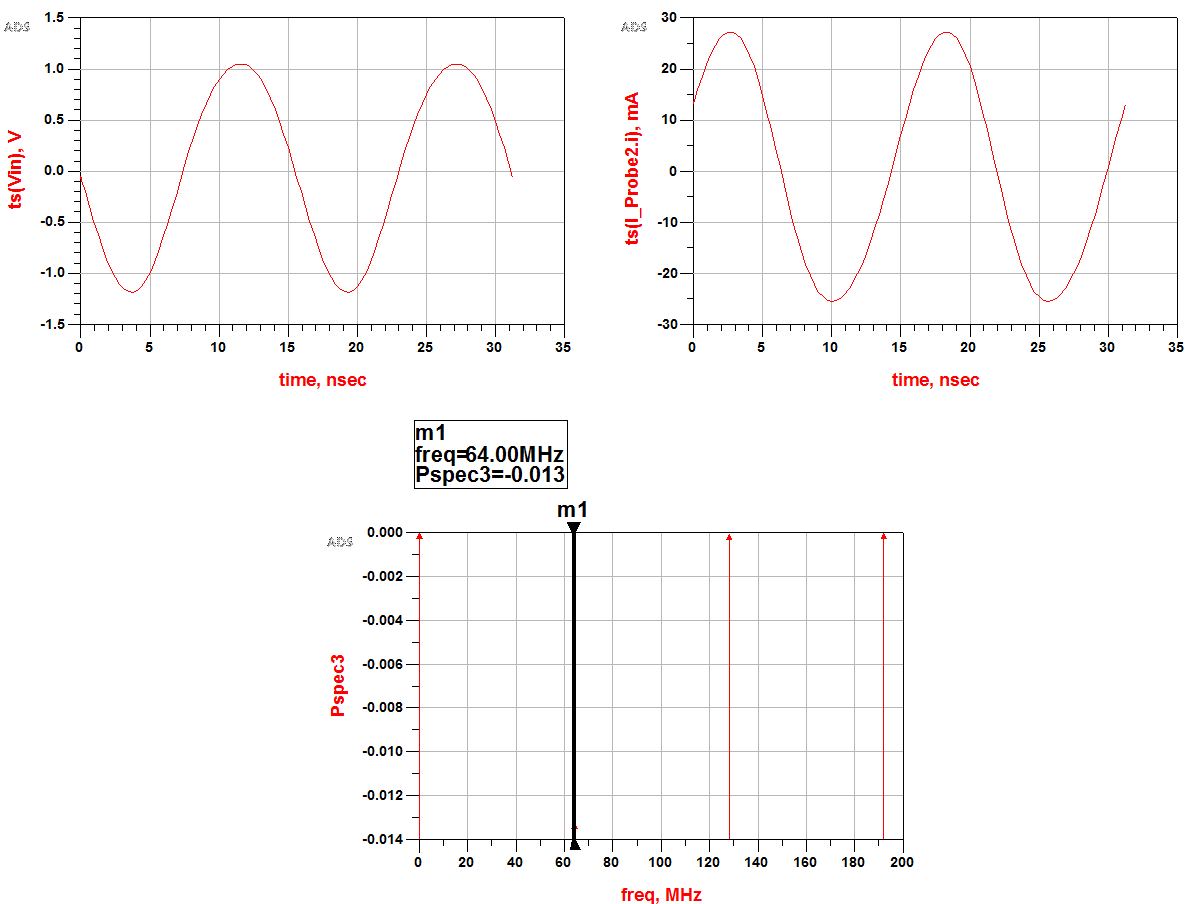 ADS
ts(Vin), V
1.5
1.0
0.5
0.0
-0.5
-1.0
-1.5
0 5 10 15 20 25 30 35
time, nsec
ADS
ts(I_Probe2.i), mA
30
20
10
0
-10
-20
-30
0 5 10 15 20 25 30 35
time, nsec
m1
freq=64.00MHz
Pspec3=-0.013
m1
ADS
Pspec3
0.000
-0.002
-0.004
-0.006
-0.008
-0.010
-0.012
-0.014
0 20 40 60 80 100 120 140 160 180 200
freq, MHz